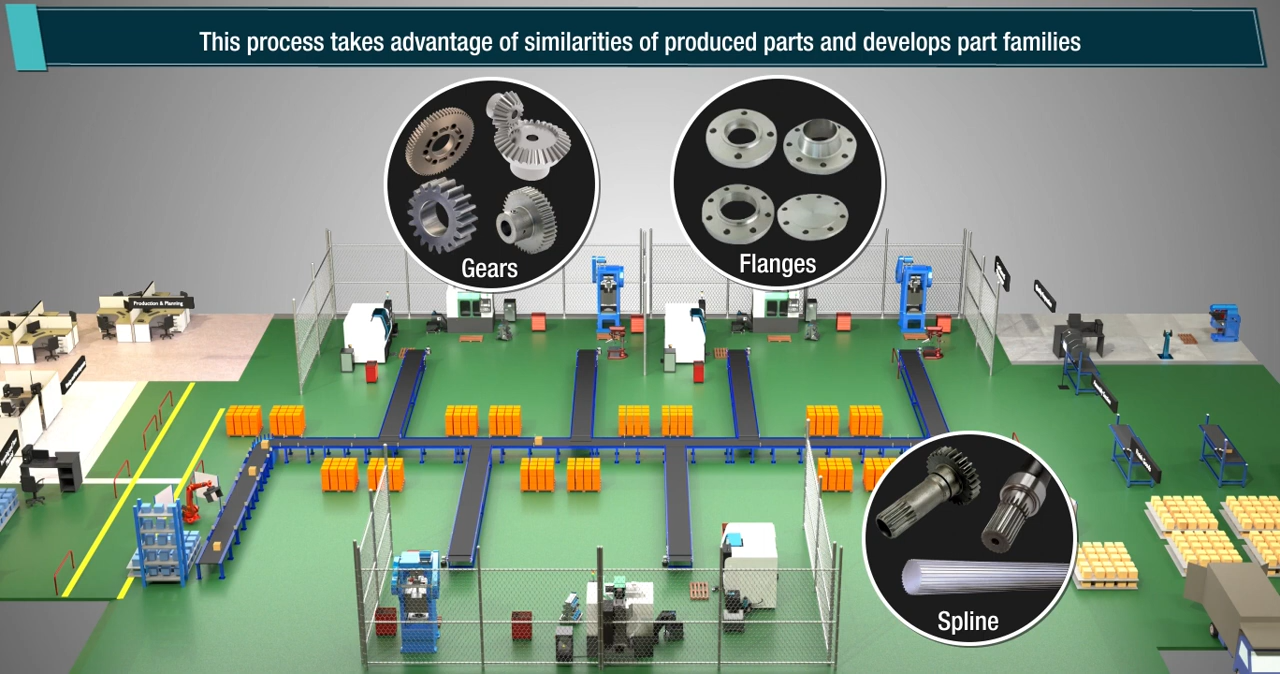 This process takes advantage of similarities of produced parts and develops part families
Gears
Flanges
Production & Planning
Spline